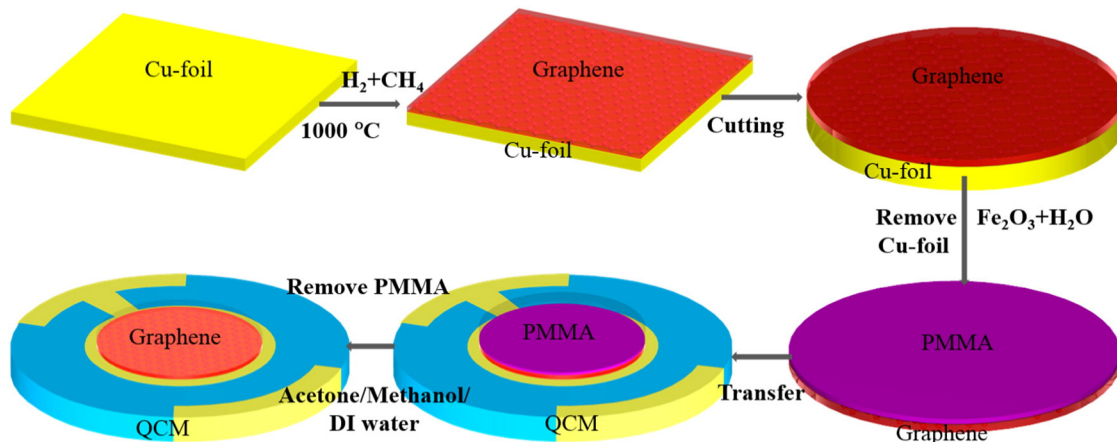 Cu-foil
H₂+CH₄
1000 °C
Graphene
Cu-foil
Cutting
Graphene
Cu-foil
Remove
Cu-foil
Fe₂O₃+H₂O
PMMA
Graphene
Transfer
PMMA
QCM
Remove PMMA
Acetone/Methanol/
DI water
Graphene
QCM